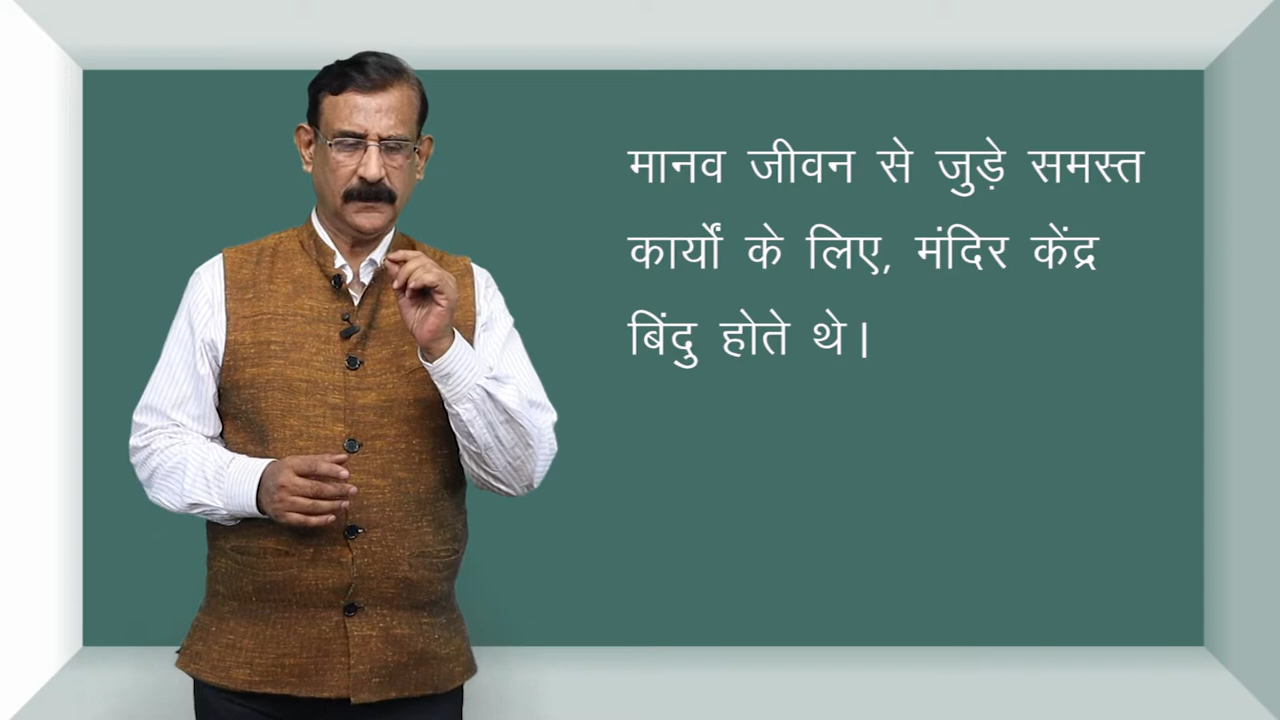 मानव जीवन से जुड़े समस्त
कार्यों के लिए, मंदिर केंद्र
बिंदु होते थे।